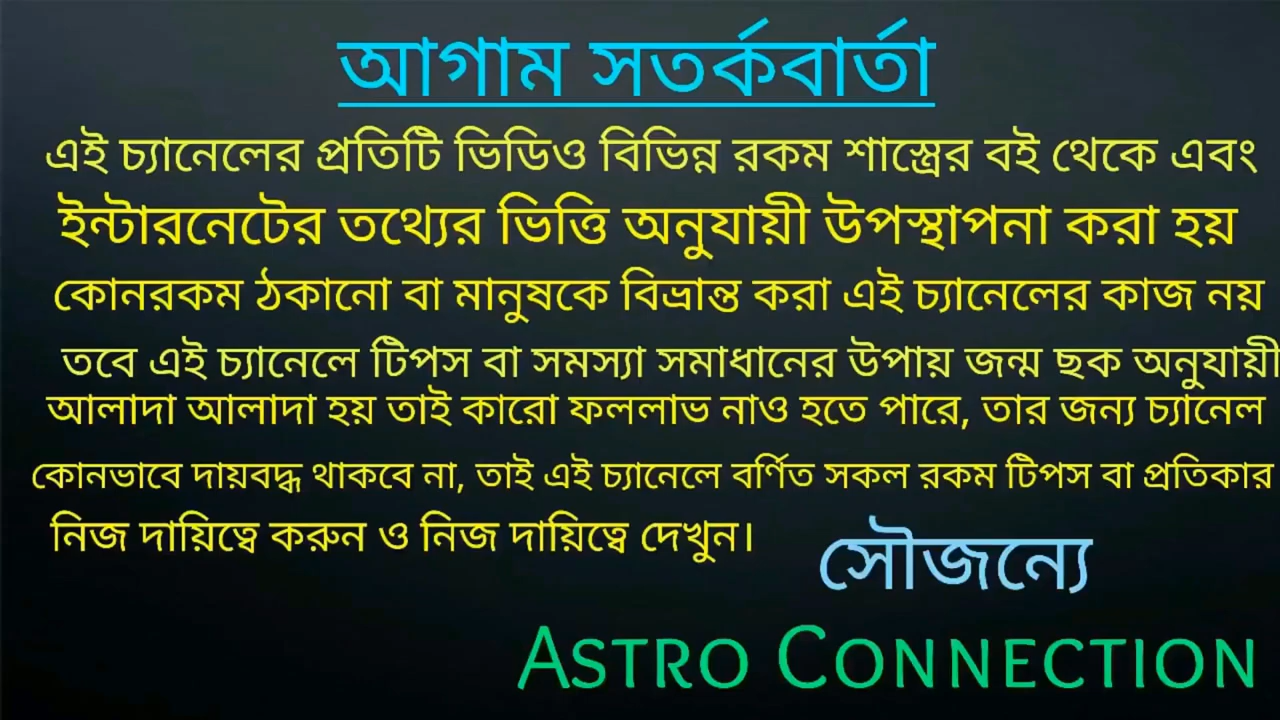 আগাম সতর্কবার্তা
এই চ্যানেলের প্রতিটি ভিডিও বিভিন্ন রকম শাস্ত্রের বই থেকে এবং
ইন্টারনেটের তথ্যের ভিত্তি অনুযায়ী উপস্থাপনা করা হয়
কোনরকম ঠকানো বা মানুষকে বিভ্রান্ত করা এই চ্যানেলের কাজ নয়
তবে এই চ্যানেলে টিপস বা সমস্যা সমাধানের উপায় জন্ম ছক অনুযায়ী
আলাদা আলাদা হয় তাই কারো ফললাভ নাও হতে পারে, তার জন্য চ্যানেল
কোনভাবে দায়বদ্ধ থাকবে না, তাই এই চ্যানেলে বর্ণিত সকল রকম টিপস বা প্রতিকার
নিজ দায়িত্বে করুন ও নিজ দায়িত্বে দেখুন।
সৌজন্যে
ASTRO CONNECTION